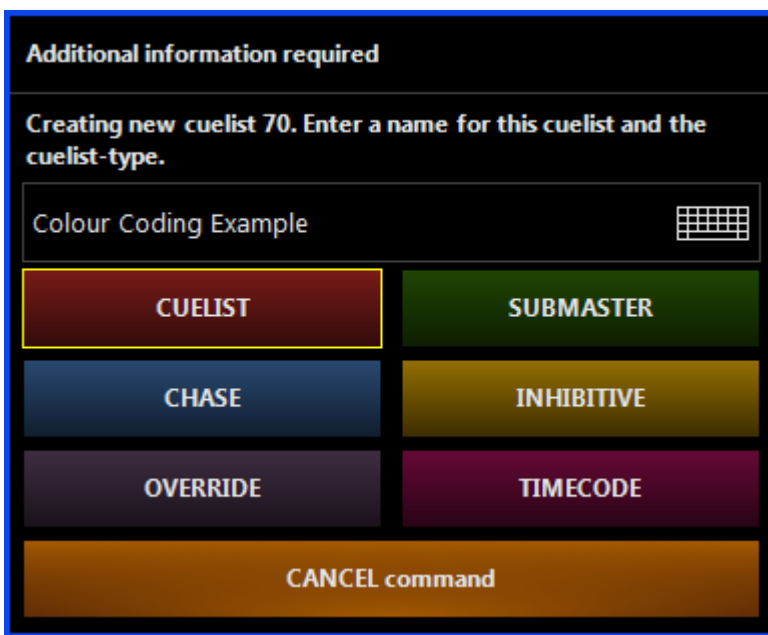 Additional information required
Creating new cuelist 70. Enter a name for this cuelist and the
cuelist-type.
Colour Coding Example
CUELIST
SUBMASTER
CHASE
INHIBITIVE
OVERRIDE
TIMECODE
CANCEL command